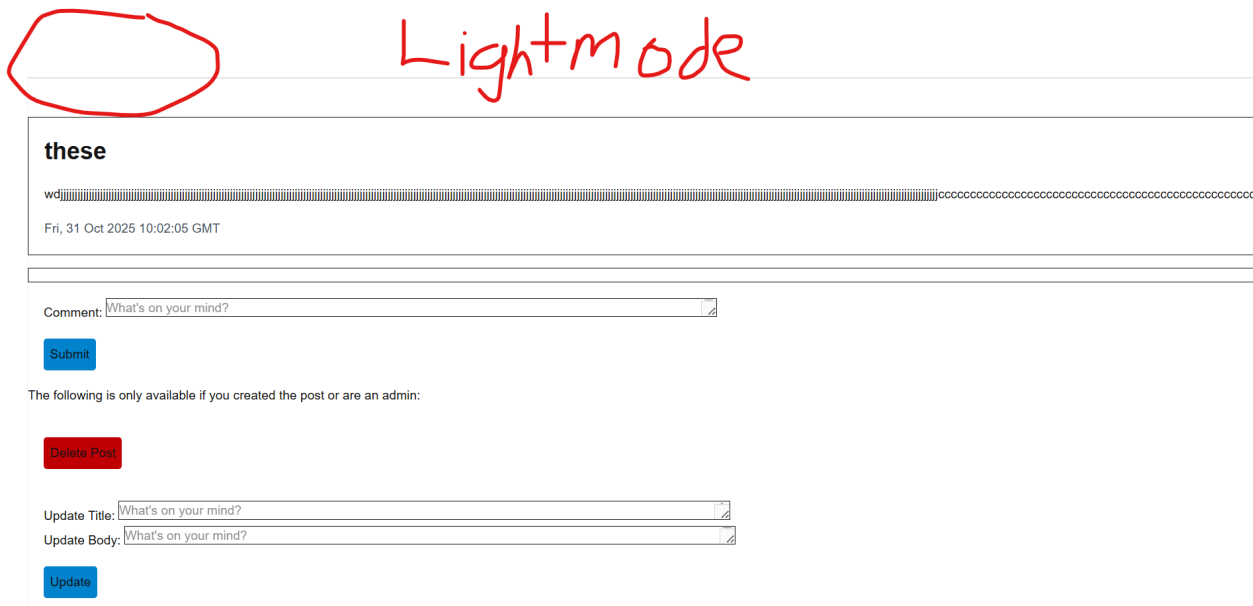 Lightmode
these
Fri, 31 Oct 2025 10:02:05 GMT
Comment: What's on your mind?
Submit
The following is only available if you created the post or are an admin:
Delete Post
Update Title: What's on your mind?
Update Body: What's on your mind?
Update